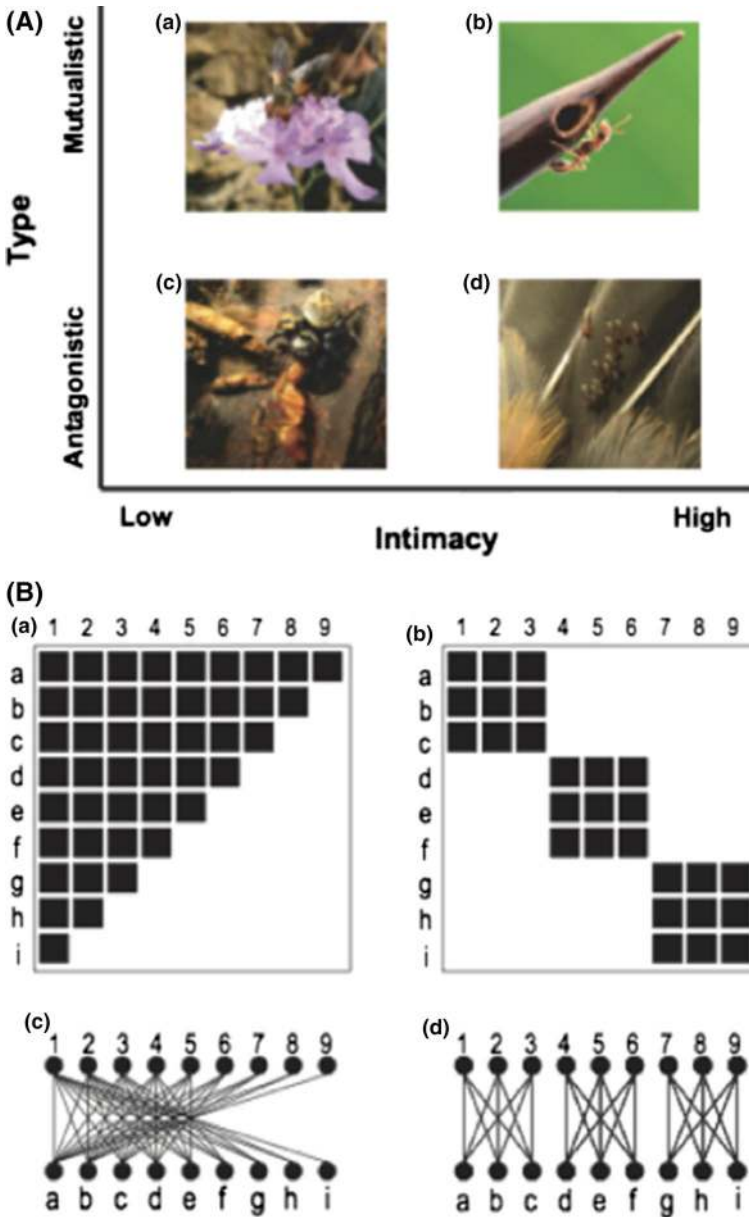 (A)
Mutualistic
Type
Antagonistic
(a)
(b)
(c)
(d)
Low
High
Intimacy
(B)
(a)
1 2 3 4 5 6 7 8 9
a
b
c
d
e
f
g
h
i
(b)
1 2 3 4 5 6 7 8 9
a
b
c
d
e
f
g
h
i
(c)
1 2 3 4 5 6 7 8 9
a b c d e f g h i
(d)
1 2 3 4 5 6 7 8 9
a b c d e f g h i